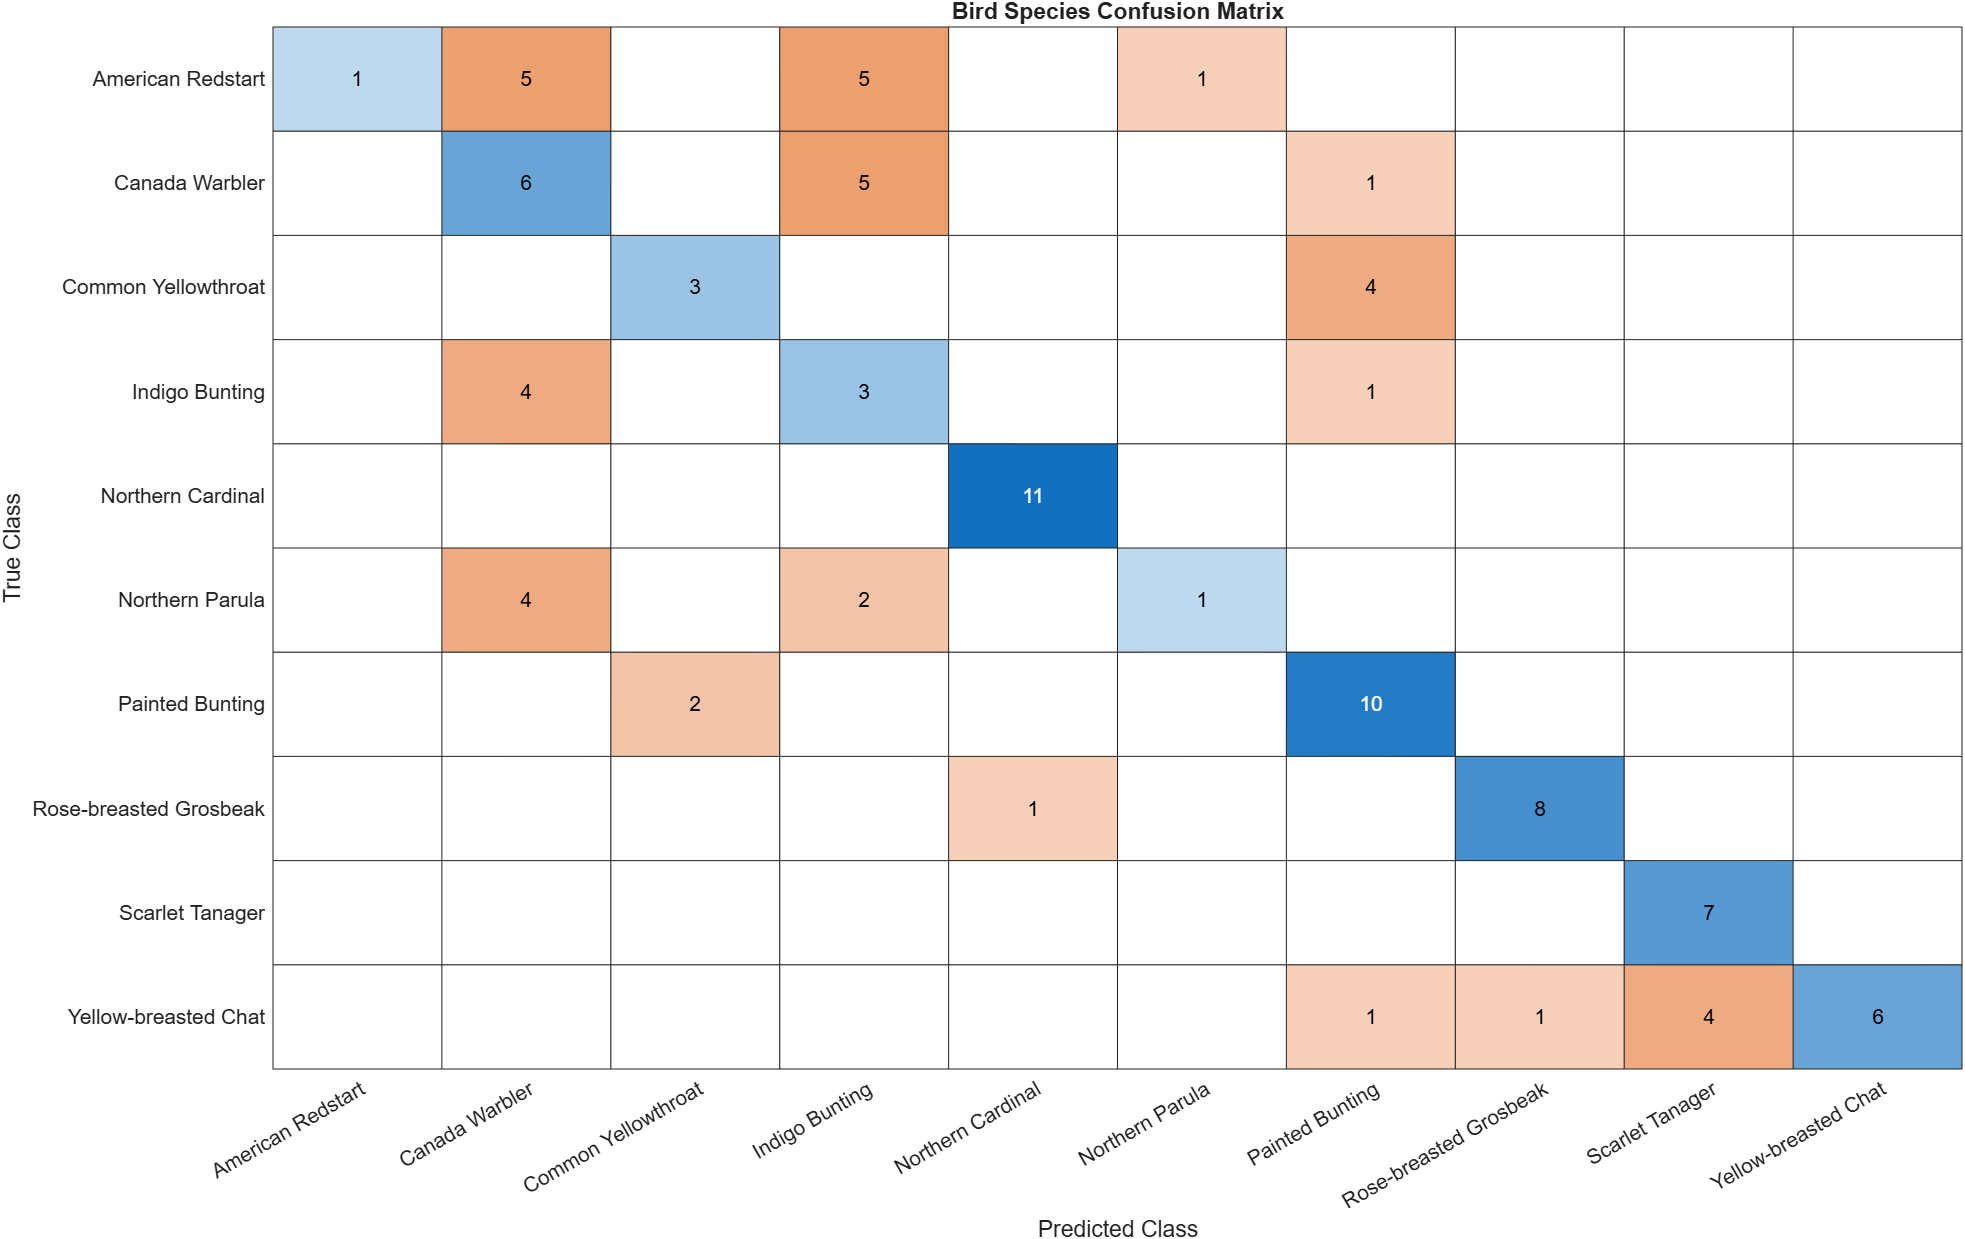 Bird Species Confusion Matrix
American Redstart 1 5 5 1
Canada Warbler 6 5 1
Common Yellowthroat 3 4
Indigo Bunting 4 3 1
Northern Cardinal 11
Northern Parula 4 2 1
Painted Bunting 2 10
Rose-breasted Grosbeak 1 8
Scarlet Tanager 7
Yellow-breasted Chat 1 1 4 6
True Class
American Redstart
Canada Warbler
Common Yellowthroat
Indigo Bunting
Northern Cardinal
Northern Parula
Painted Bunting
Rose-breasted Grosbeak
Scarlet Tanager
Yellow-breasted Chat
Predicted Class